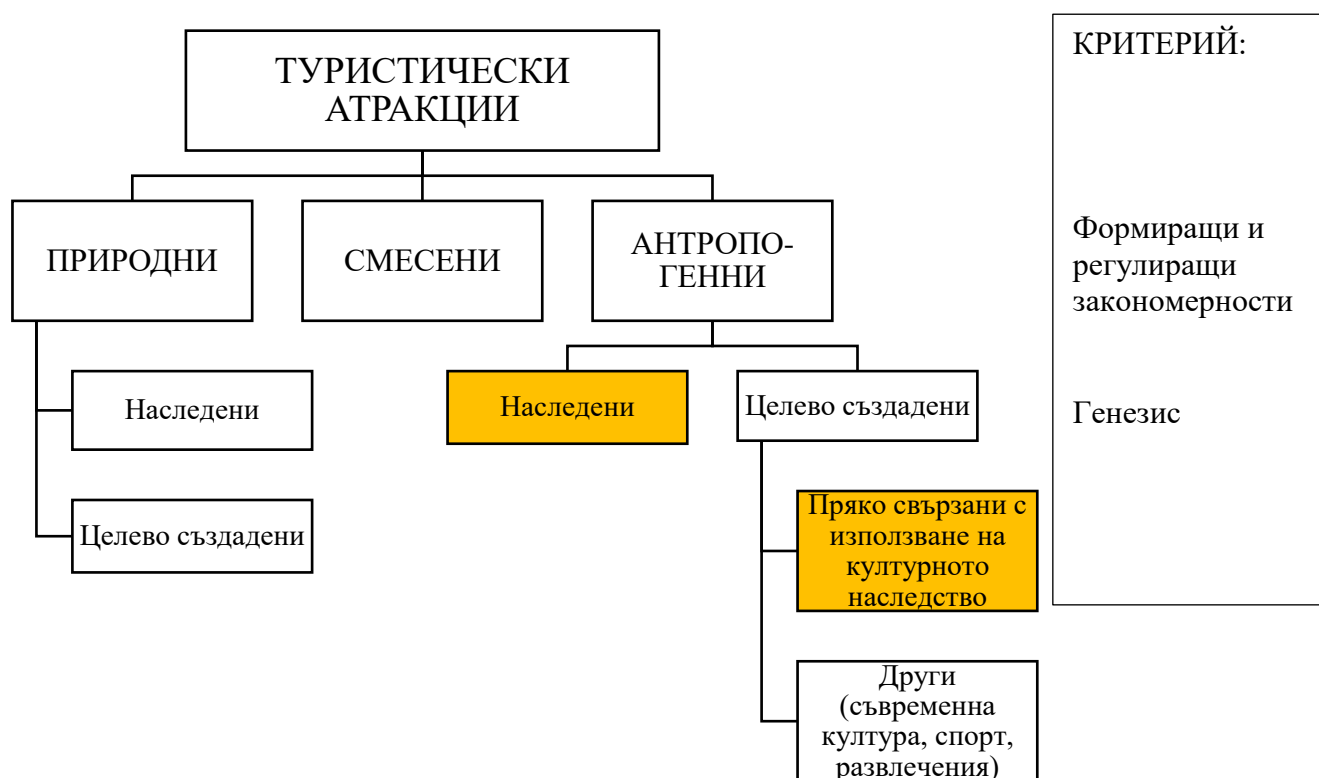 ТУРИСТИЧЕСКИ
АТРАКЦИИ
КРИТЕРИЙ:
ПРИРОДНИ
СМЕСЕНИ
АНТРОПО-
ГЕННИ
Формиращи и
регулиращи
закономерности
Наследени
Наследени
Целево създадени
Генезис
Целево създадени
Пряко свързани с
използване на
културното
наследство
Други
(съвременна
култура, спорт,
развлечения)